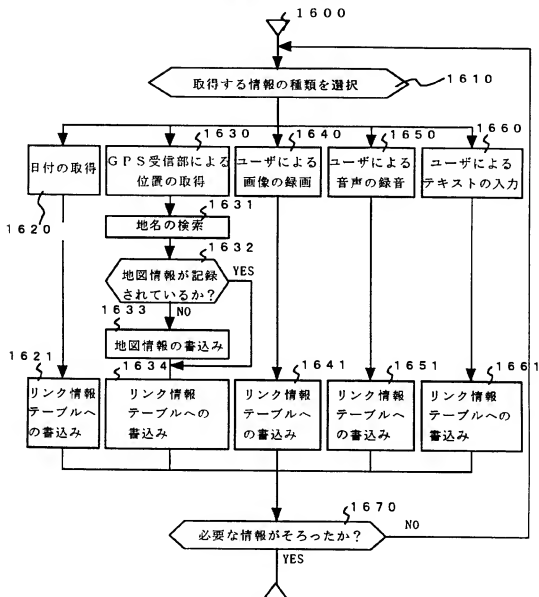 1600
取得する情報の種類を選択
1610
1630
1640
1650
1660
日付の取得
GPS受信部による
位置の取得
ユーザによる
画像の録画
ユーザによる
音声の録音
ユーザによる
テキストの入力
1620
1631
地名の検索
1632
地図情報が記録
されているか？
YES
NO
1633
地図情報の書込み
1621
リンク情報
テーブルへ
の書込み
1634
リンク情報
テーブルへの
書込み
1641
リンク情報
テーブルへ
の書込み
1651
リンク情報
テーブルへ
の書込み
1661
リンク情報
テーブルへの
書込み
1670
必要な情報がそろったか？
NO
YES